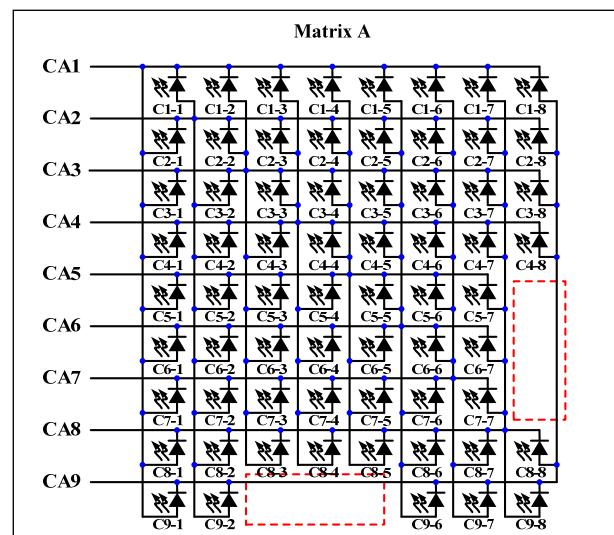 Matrix A
CA1
C1-1 C1-2 C1-3 C1-4 C1-5 C1-6 C1-7 C1-8
CA2
C2-1 C2-2 C2-3 C2-4 C2-5 C2-6 C2-7 C2-8
CA3
C3-1 C3-2 C3-3 C3-4 C3-5 C3-6 C3-7 C3-8
CA4
C4-1 C4-2 C4-3 C4-4 C4-5 C4-6 C4-7 C4-8
CA5
C5-1 C5-2 C5-3 C5-4 C5-5 C5-6 C5-7
CA6
C6-1 C6-2 C6-3 C6-4 C6-5 C6-6 C6-7
CA7
C7-1 C7-2 C7-3 C7-4 C7-5 C7-6 C7-7
CA8
C8-1 C8-2 C8-3 C8-4 C8-5 C8-6 C8-7 C8-8
CA9
C9-1 C9-2 C9-6 C9-7 C9-8